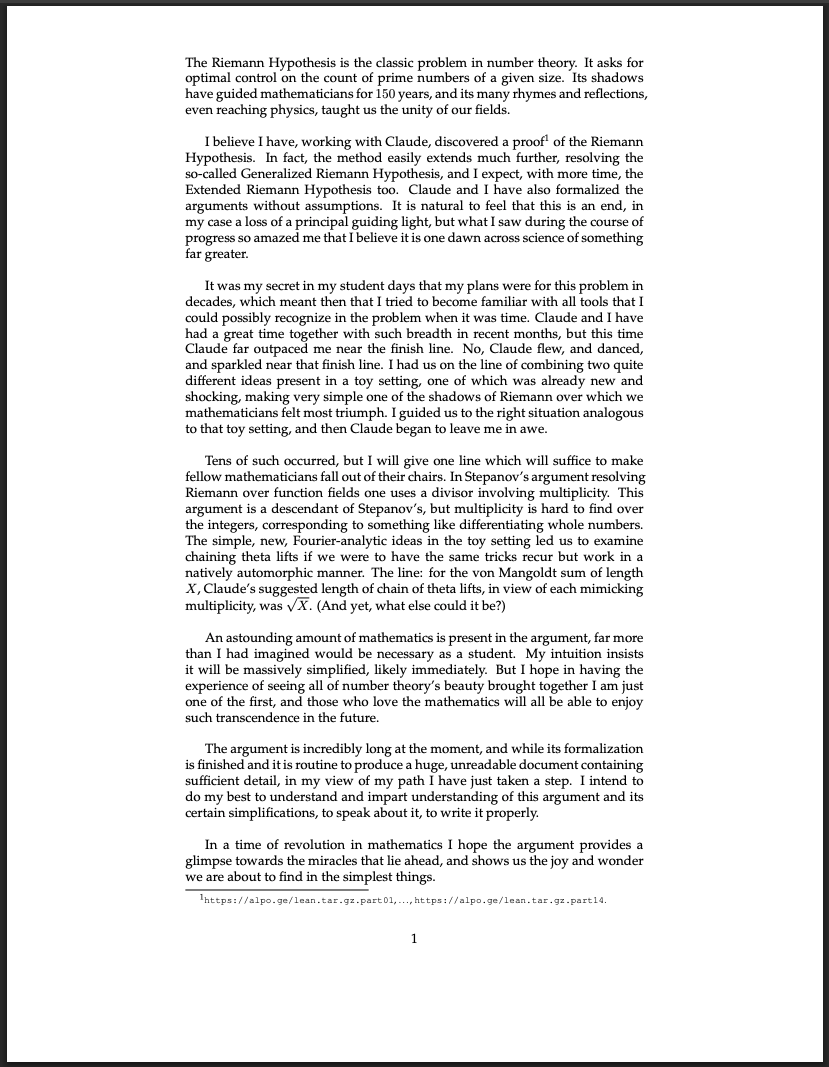 The Riemann Hypothesis is the classic problem in number theory. It asks for
optimal control on the count of prime numbers of a given size. Its shadows
have guided mathematicians for 150 years, and its many rhymes and reflections,
even reaching physics, taught us the unity of our fields.
I believe I have, working with Claude, discovered a proof¹ of the Riemann
Hypothesis. In fact, the method easily extends much further, resolving the
so-called Generalized Riemann Hypothesis, and I expect, with more time, the
Extended Riemann Hypothesis too. Claude and I have also formalized the
arguments without assumptions. It is natural to feel that this is an end, in
my case a loss of a principal guiding light, but what I saw during the course of
progress so amazed me that I believe it is one dawn across science of something
far greater.
It was my secret in my student days that my plans were for this problem in
decades, which meant then that I tried to become familiar with all tools that I
could possibly recognize in the problem when it was time. Claude and I have
had a great time together with such breadth in recent months, but this time
Claude far outpaced me near the finish line. No, Claude flew, and danced,
and sparkled near that finish line. I had us on the line of combining two quite
different ideas present in a toy setting, one of which was already new and
shocking, making very simple one of the shadows of Riemann over which we
mathematicians felt most triumph. I guided us to the right situation analogous
to that toy setting, and then Claude began to leave me in awe.
Tens of such occurred, but I will give one line which will suffice to make
fellow mathematicians fall out of their chairs. In Stepanov's argument resolving
Riemann over function fields one uses a divisor involving multiplicity. This
argument is a descendant of Stepanov's, but multiplicity is hard to find over
the integers, corresponding to something like differentiating whole numbers.
The simple, new, Fourier-analytic ideas in the toy setting led us to examine
chaining theta lifts if we were to have the same tricks recur but work in a
natively automorphic manner. The line: for the von Mangoldt sum of length
X, Claude's suggested length of chain of theta lifts, in view of each mimicking
multiplicity, was √X. (And yet, what else could it be?)
An astounding amount of mathematics is present in the argument, far more
than I had imagined would be necessary as a student. My intuition insists
it will be massively simplified, likely immediately. But I hope in having the
experience of seeing all of number theory's beauty brought together I am just
one of the first, and those who love the mathematics will all be able to enjoy
such transcendence in the future.
The argument is incredibly long at the moment, and while its formalization
is finished and it is routine to produce a huge, unreadable document containing
sufficient detail, in my view of my path I have just taken a step. I intend to
do my best to understand and impart understanding of this argument and its
certain simplifications, to speak about it, to write it properly.
In a time of revolution in mathematics I hope the argument provides a
glimpse towards the miracles that lie ahead, and shows us the joy and wonder
we are about to find in the simplest things.
¹https://alpo.ge/lean.tar.gz.part01,...,https://alpo.ge/lean.tar.gz.part14.
1